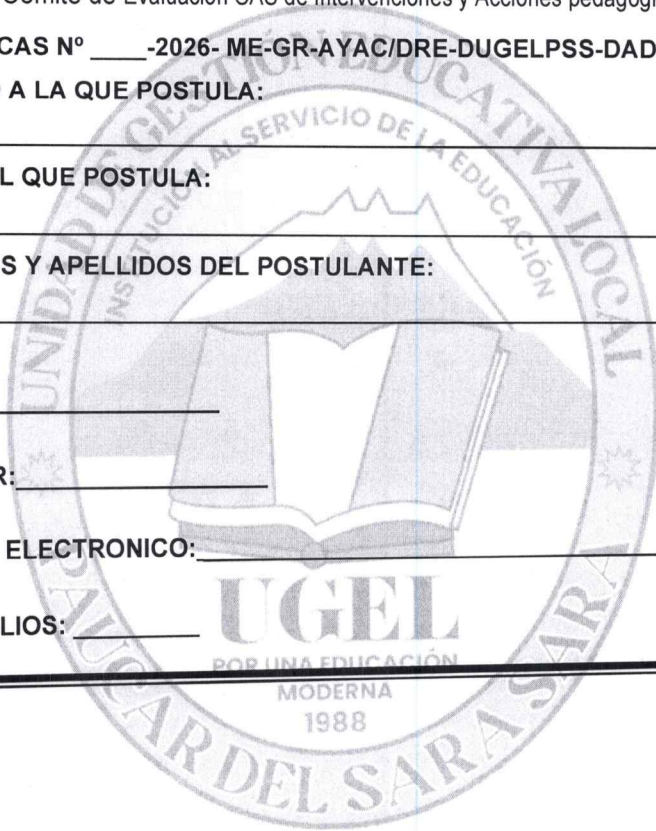 Comité de Evaluación CAS de Intervenciones y Acciones pedagógi
CAS Nº ____-2026- ME-GR-AYAC/DRE-DUGELPSS-DAD
A LA QUE POSTULA:
L QUE POSTULA:
S Y APELLIDOS DEL POSTULANTE:
R:
ELECTRONICO:
LIOS:
UNIDAD DE GESTIÓN EDUCATIVA LOCAL
INSTITUCIÓN AL SERVICIO DE LA EDUCACIÓN
UGEL
POR UNA EDUCACIÓN
MODERNA
1988
PAUCAR DEL SARA SARA